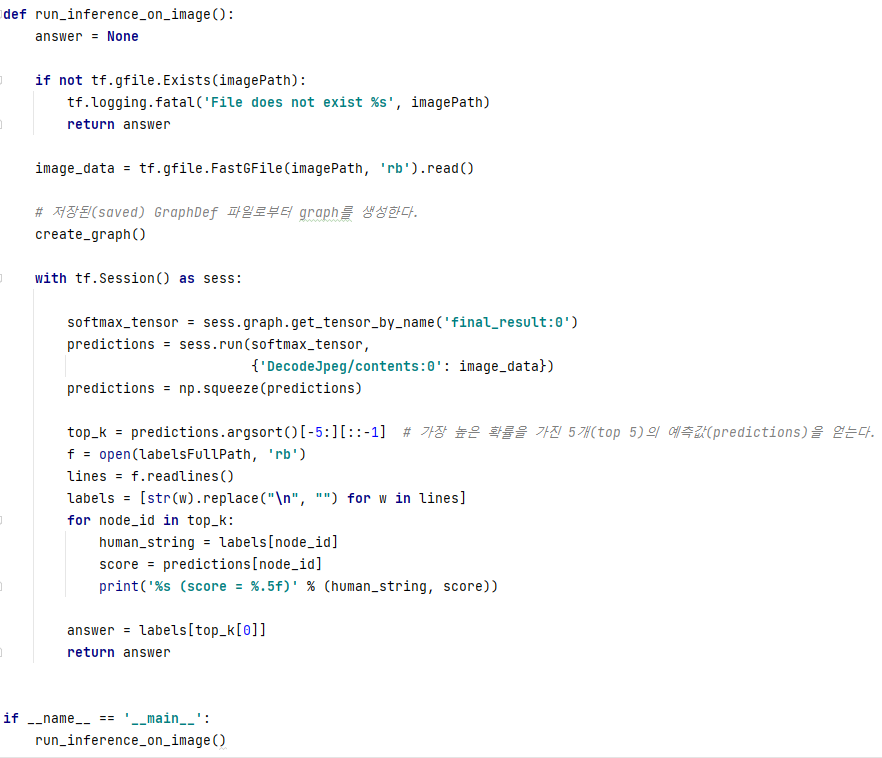 def run_inference_on_image():
    answer = None

    if not tf.gfile.Exists(imagePath):
        tf.logging.fatal('File does not exist %s', imagePath)
        return answer

    image_data = tf.gfile.FastGFile(imagePath, 'rb').read()

    # 저장된(saved) GraphDef 파일로부터 graph를 생성한다.
    create_graph()

    with tf.Session() as sess:

        softmax_tensor = sess.graph.get_tensor_by_name('final_result:0')
        predictions = sess.run(softmax_tensor,
                               {'DecodeJpeg/contents:0': image_data})
        predictions = np.squeeze(predictions)

        top_k = predictions.argsort()[-5:][::-1]  # 가장 높은 확률을 가진 5개(top 5)의 예측값(predictions)을 얻는다.
        f = open(labelsFullPath, 'rb')
        lines = f.readlines()
        labels = [str(w).replace("\n", "") for w in lines]
        for node_id in top_k:
            human_string = labels[node_id]
            score = predictions[node_id]
            print('%s (score = %.5f)' % (human_string, score))

        answer = labels[top_k[0]]
        return answer


if __name__ == '__main__':
    run_inference_on_image()